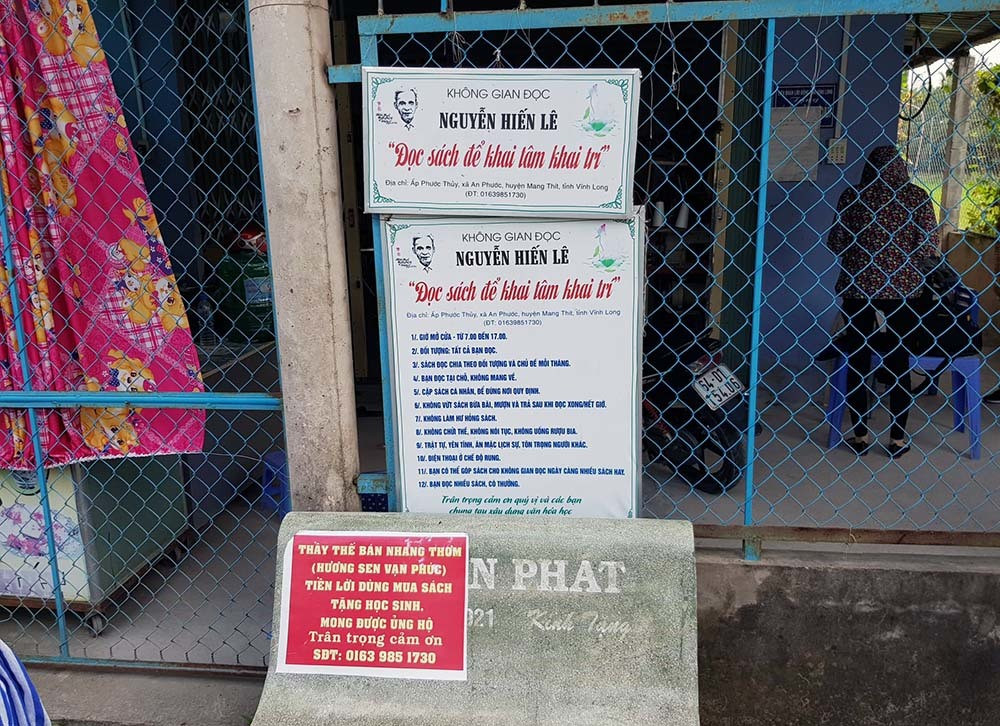 KHÔNG GIAN ĐỌC
NGUYỄN HIẾN LÊ
“Đọc sách để khai tâm khai trí”
Địa chỉ: Ấp Phước Thủy, xã An Phước, huyện Mang Thít, tỉnh Vĩnh Long
(ĐT: 01639851730)
KHÔNG GIAN ĐỌC
NGUYỄN HIẾN LÊ
“Đọc sách để khai tâm khai trí”
Địa chỉ: Ấp Phước Thủy, xã An Phước, huyện Mang Thít, tỉnh Vĩnh Long
(ĐT: 01639851730)
1/. GIỜ MỞ CỬA - TỪ 7.00 ĐẾN 17.00.
2/. ĐỐI TƯỢNG: TẤT CẢ BẠN ĐỌC.
3/. SÁCH ĐỌC CHIA THEO ĐỐI TƯỢNG VÀ CHỦ ĐỀ MỖI THÁNG.
4/. BẠN ĐỌC TẠI CHỖ, KHÔNG MANG VỀ.
5/. CẶP SÁCH CÁ NHÂN, ĐỂ ĐÚNG NƠI QUY ĐỊNH.
6/. KHÔNG VỨT SÁCH BỪA BÃI, MƯỢN VÀ TRẢ SAU KHI ĐỌC XONG/HẾT GIỜ.
7/. KHÔNG LÀM HƯ HỎNG SÁCH.
8/. KHÔNG CHỬI THỀ, KHÔNG NÓI TỤC, KHÔNG UỐNG RƯỢU BIA.
9/. TRẬT TỰ, YÊN TĨNH, ĂN MẶC LỊCH SỰ, TÔN TRỌNG NGƯỜI KHÁC.
10/. ĐIỆN THOẠI Ở CHẾ ĐỘ RUNG.
11/. BẠN CÓ THỂ GÓP SÁCH CHO KHÔNG GIAN ĐỌC NGÀY CÀNG NHIỀU SÁCH HAY.
12/. BẠN ĐỌC NHIỀU SÁCH, CÓ THƯỞNG.
Trân trọng cảm ơn quý vị và các bạn
chung tay xây dựng văn hóa học
54-D1
54.06
THẦY THẾ BÁN NHANG THƠM
(HƯƠNG SEN VẠN PHÚC)
TIỀN LỜI DÙNG MUA SÁCH
TẶNG HỌC SINH.
MONG ĐƯỢC ỦNG HỘ
Trân trọng cảm ơn
SĐT: 0163 985 1730
N PHÁT
921 Kính Tặng